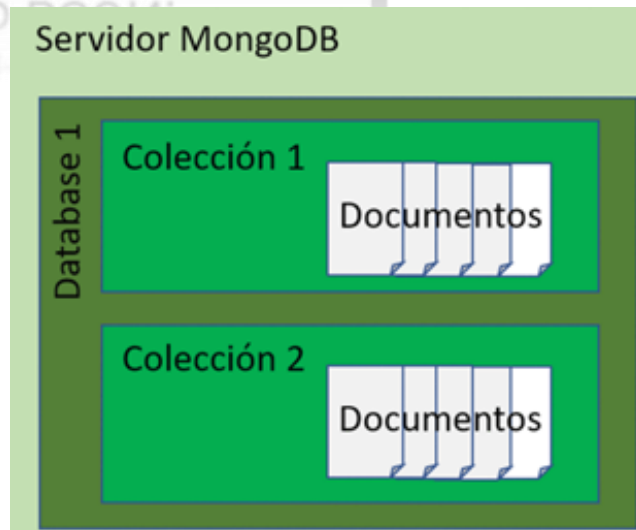 Servidor MongoDB
Database 1
Colección 1
Documentos
Colección 2
Documentos